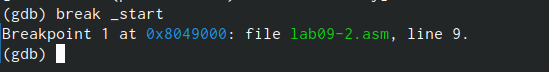 (gdb) break _start
Breakpoint 1 at 0x8049000: file lab09-2.asm, line 9.
(gdb)